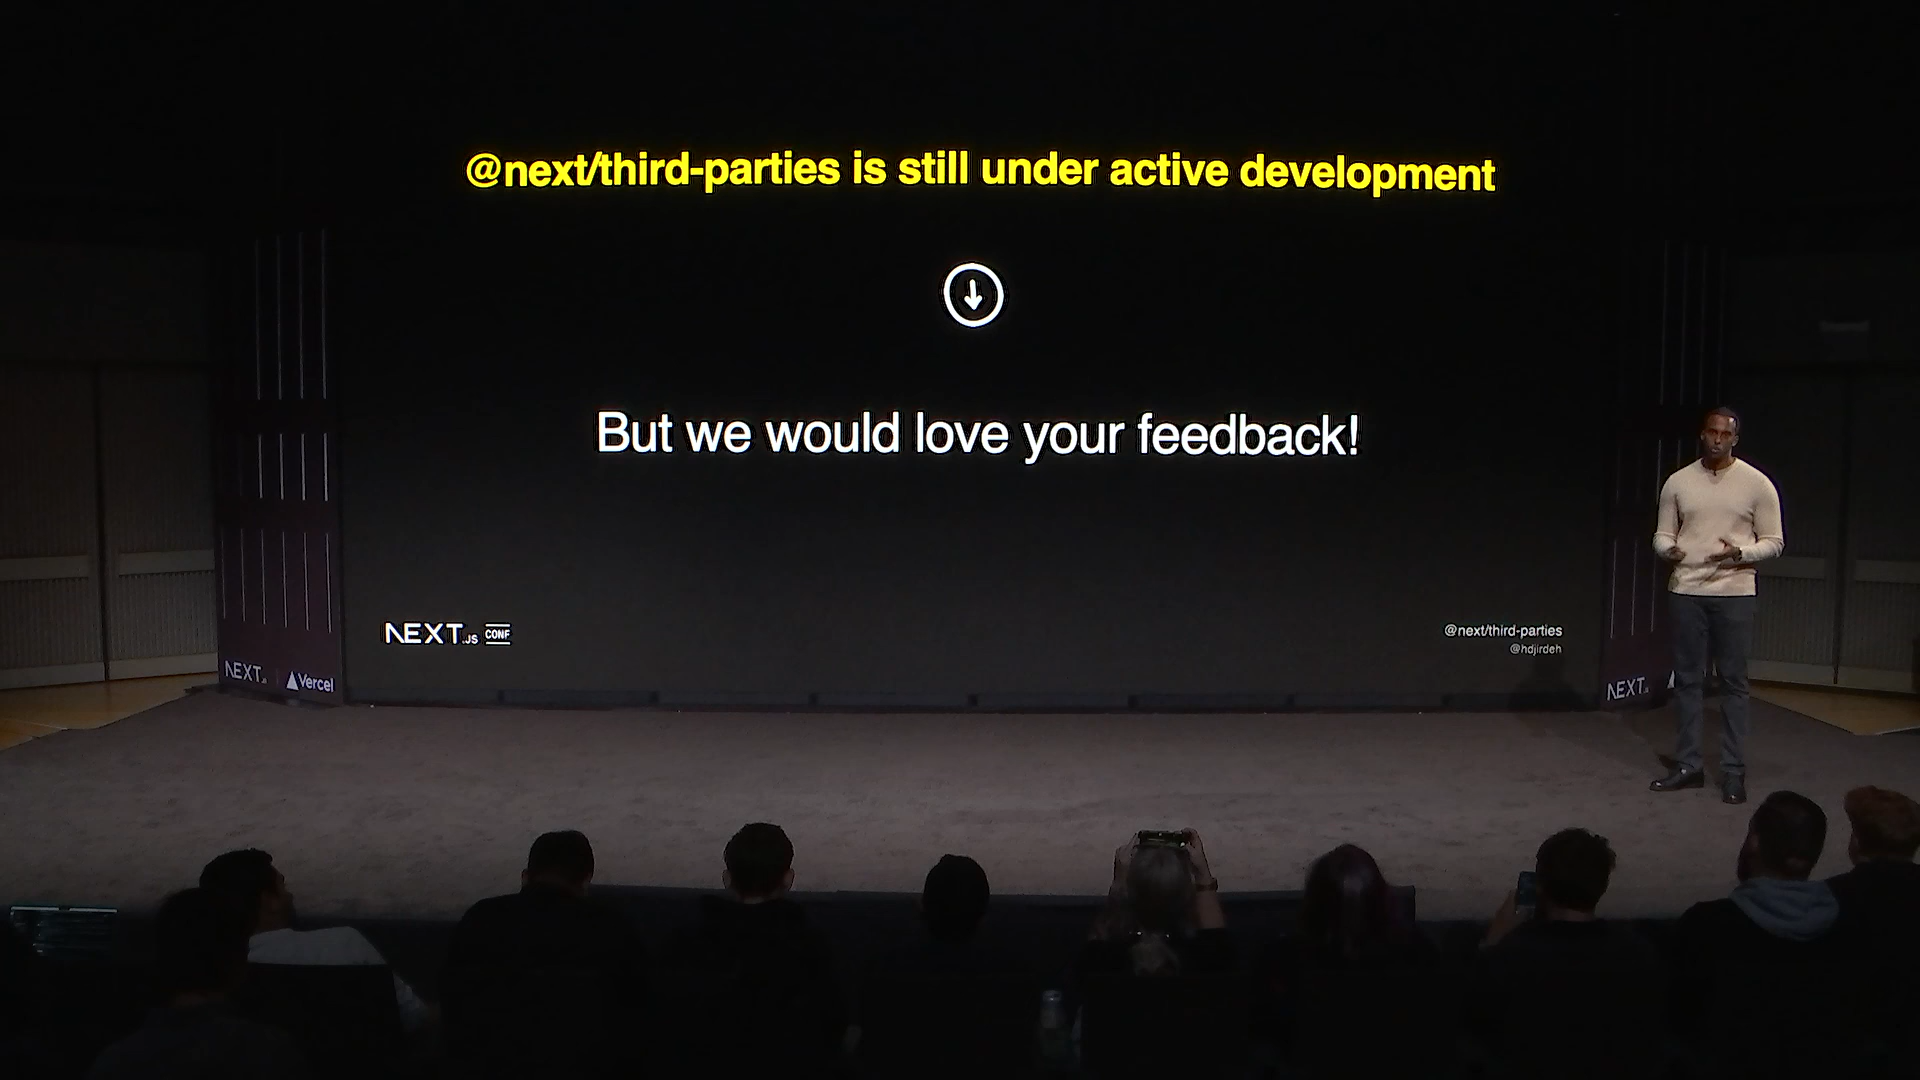 @next/third-parties is still under active development
But we would love your feedback!
NEXT.JS CONF
@next/third-parties
@hdjirdeh
NEXT.JS Vercel
NEXT.JS